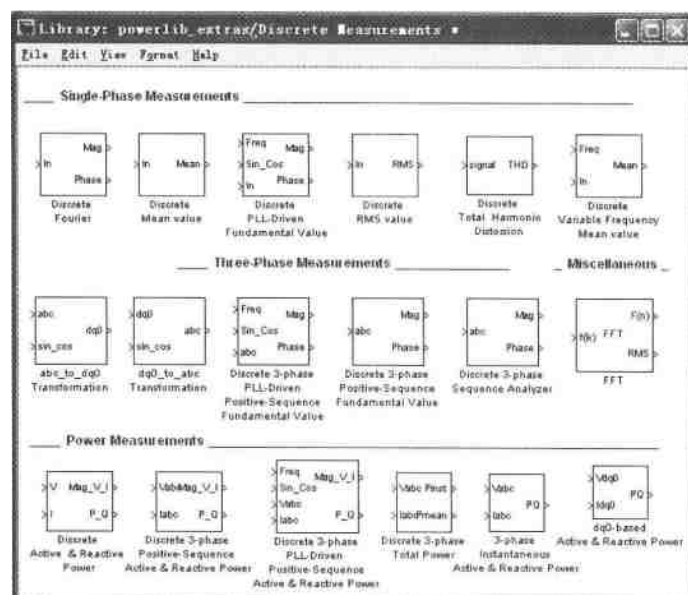 Library: powerlib_extras/Discrete Measurements *
File Edit View Format Help
Single-Phase Measurements
In Mag Phase
Discrete
Fourier
In Mean
Discrete
Mean value
Freq Sin_Cos In Mag Phase
Discrete
PLL-Driven
Fundamental Value
In RMS
Discrete
RMS value
signal THD
Discrete
Total Harmonic
Distorsion
Freq In Mean
Discrete
Variable Frequency
Mean value
Three-Phase Measurements
Miscellaneous
abc sin_cos dq0
abc_to_dq0
Transformation
dq0 sin_cos abc
dq0_to_abc
Transformation
Freq Sin_Cos abc Mag Phase
Discrete 3-phase
PLL-Driven
Positive-Sequence
Fundamental Value
abc Mag Phase
Discrete 3-phase
Positive-Sequence
Fundamental Value
abc Mag Phase
Discrete 3-phase
Sequence Analyzer
f(k) FFT F(n) RMS
FFT
Power Measurements
V I Mag_V_I P_Q
Discrete
Active & Reactive
Power
Vabc Iabc Mag_V_I P_Q
Discrete 3-phase
Positive-Sequence
Active & Reactive Power
Freq Sin_Cos Vabc Iabc Mag_V_I P_Q
Discrete 3-phase
PLL-Driven
Positive-Sequence
Active & Reactive Power
Vabc Iabc Pinst Pmean
Discrete 3-phase
Total Power
Vabc Iabc PQ
3-phase
Instantaneous
Active & Reactive Power
Vdq0 Idq0 PQ
dq0-based
Active & Reactive Power